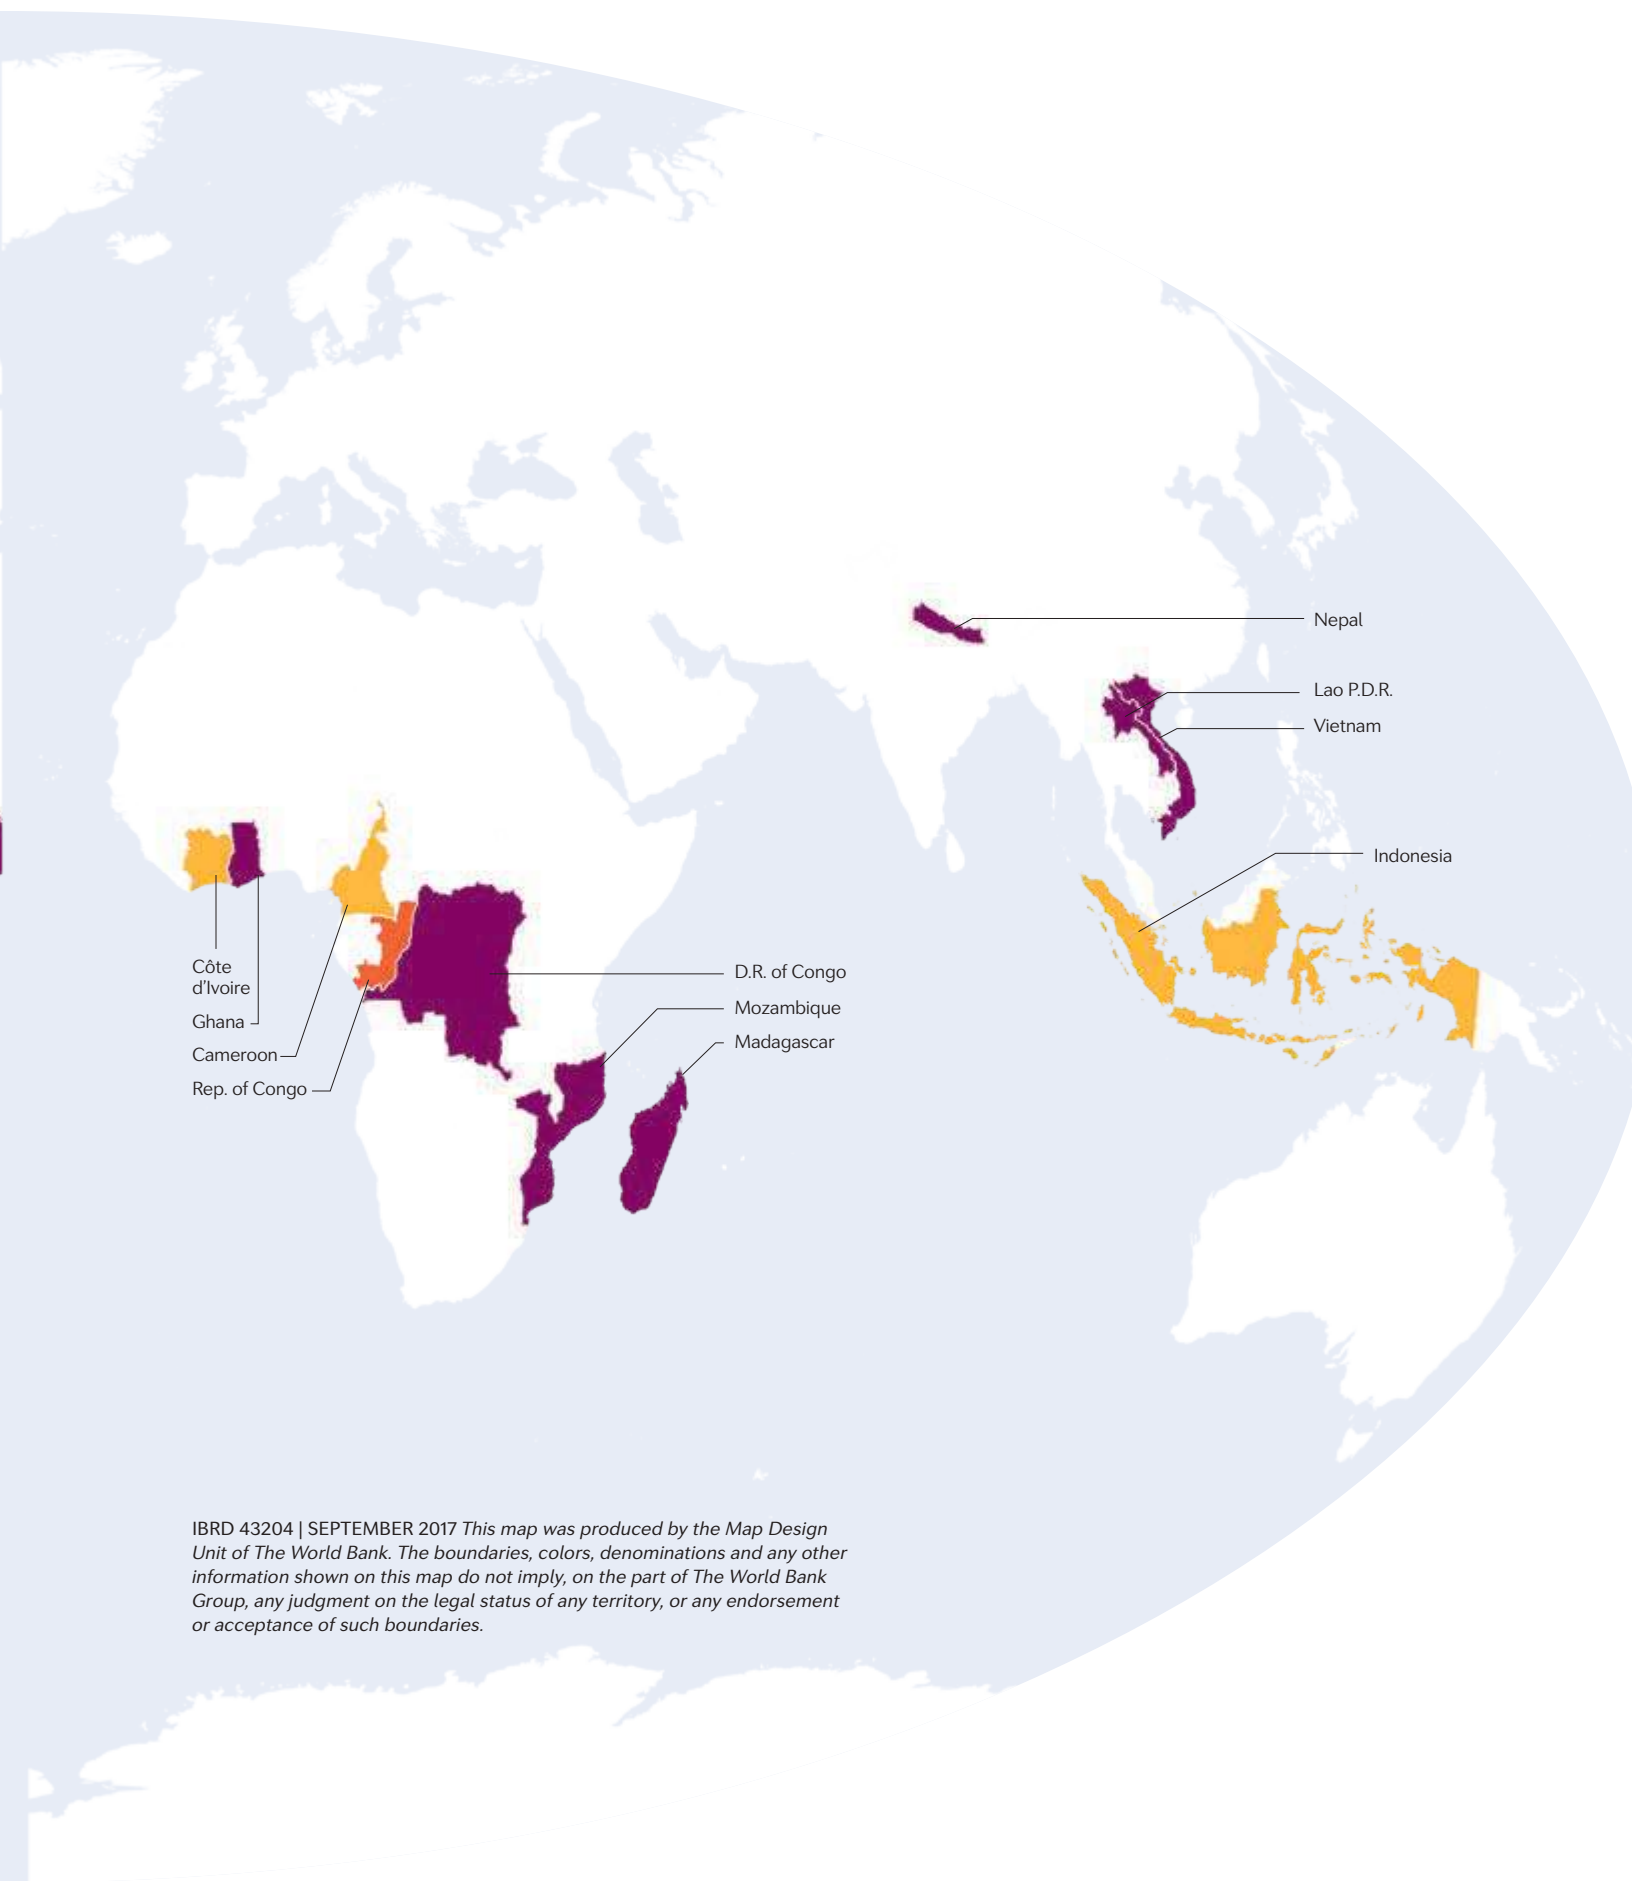 Nepal
Lao P.D.R.
Vietnam
Indonesia
Côte
d'Ivoire
Ghana
Cameroon
Rep. of Congo
D.R. of Congo
Mozambique
Madagascar
IBRD 43204 | SEPTEMBER 2017 This map was produced by the Map Design
Unit of The World Bank. The boundaries, colors, denominations and any other
information shown on this map do not imply, on the part of The World Bank
Group, any judgment on the legal status of any territory, or any endorsement
or acceptance of such boundaries.